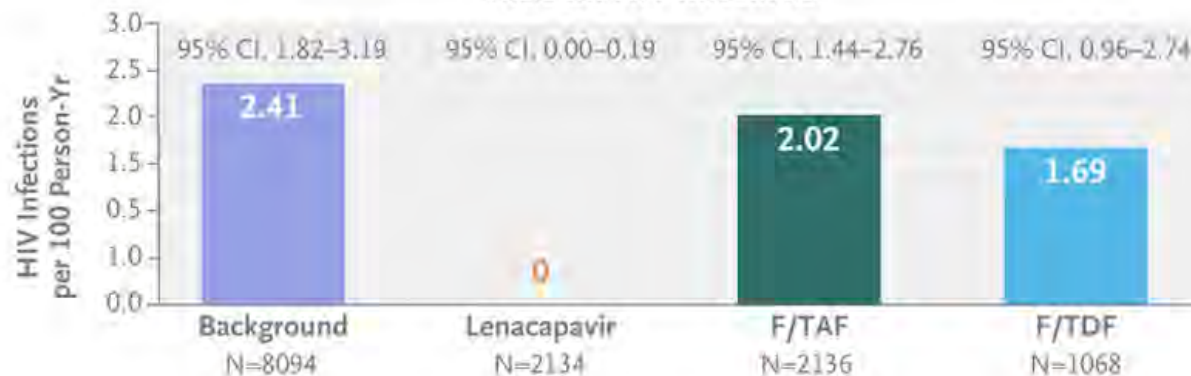 HIV Infections
per 100 Person-Yr
3.0
2.5
2.0
1.5
0.5
1.0
0.0
95% CI, 1.82–3.19
95% CI, 0.00–0.19
95% CI, 1.44–2.76
95% CI, 0.96–2.74
2.41
0
2.02
1.69
Background
Lenacapavir
F/TAF
F/TDF
N=8094
N=2134
N=2136
N=1068